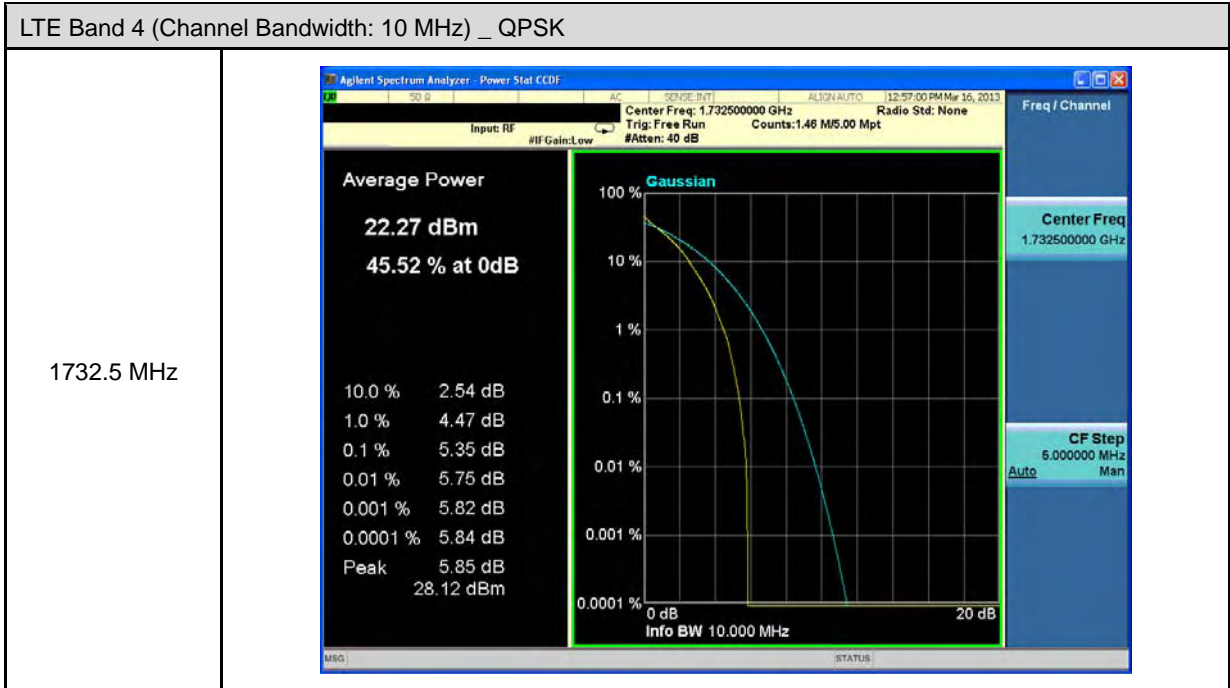 LTE Band 4 (Channel Bandwidth: 10 MHz) _ QPSK
1732.5 MHz
Agilent Spectrum Analyzer - Power Stat CCDF
50 Ω AC SENSE:INT ALIGN AUTO 12:57:00 PM Mar 16, 2013
Center Freq: 1.732500000 GHz Radio Std: None
Input: RF Trig: Free Run Counts:1.46 M/5.00 Mpt
#IFGain:Low #Atten: 40 dB
Average Power
22.27 dBm
45.52 % at 0dB
10.0 % 2.54 dB
1.0 % 4.47 dB
0.1 % 5.35 dB
0.01 % 5.75 dB
0.001 % 5.82 dB
0.0001 % 5.84 dB
Peak 5.85 dB
28.12 dBm
Gaussian
100 %
10 %
1 %
0.1 %
0.01 %
0.001 %
0.0001 %
0 dB 20 dB
Info BW 10.000 MHz
Freq / Channel
Center Freq
1.732500000 GHz
CF Step
5.000000 MHz
Auto Man
MSG STATUS